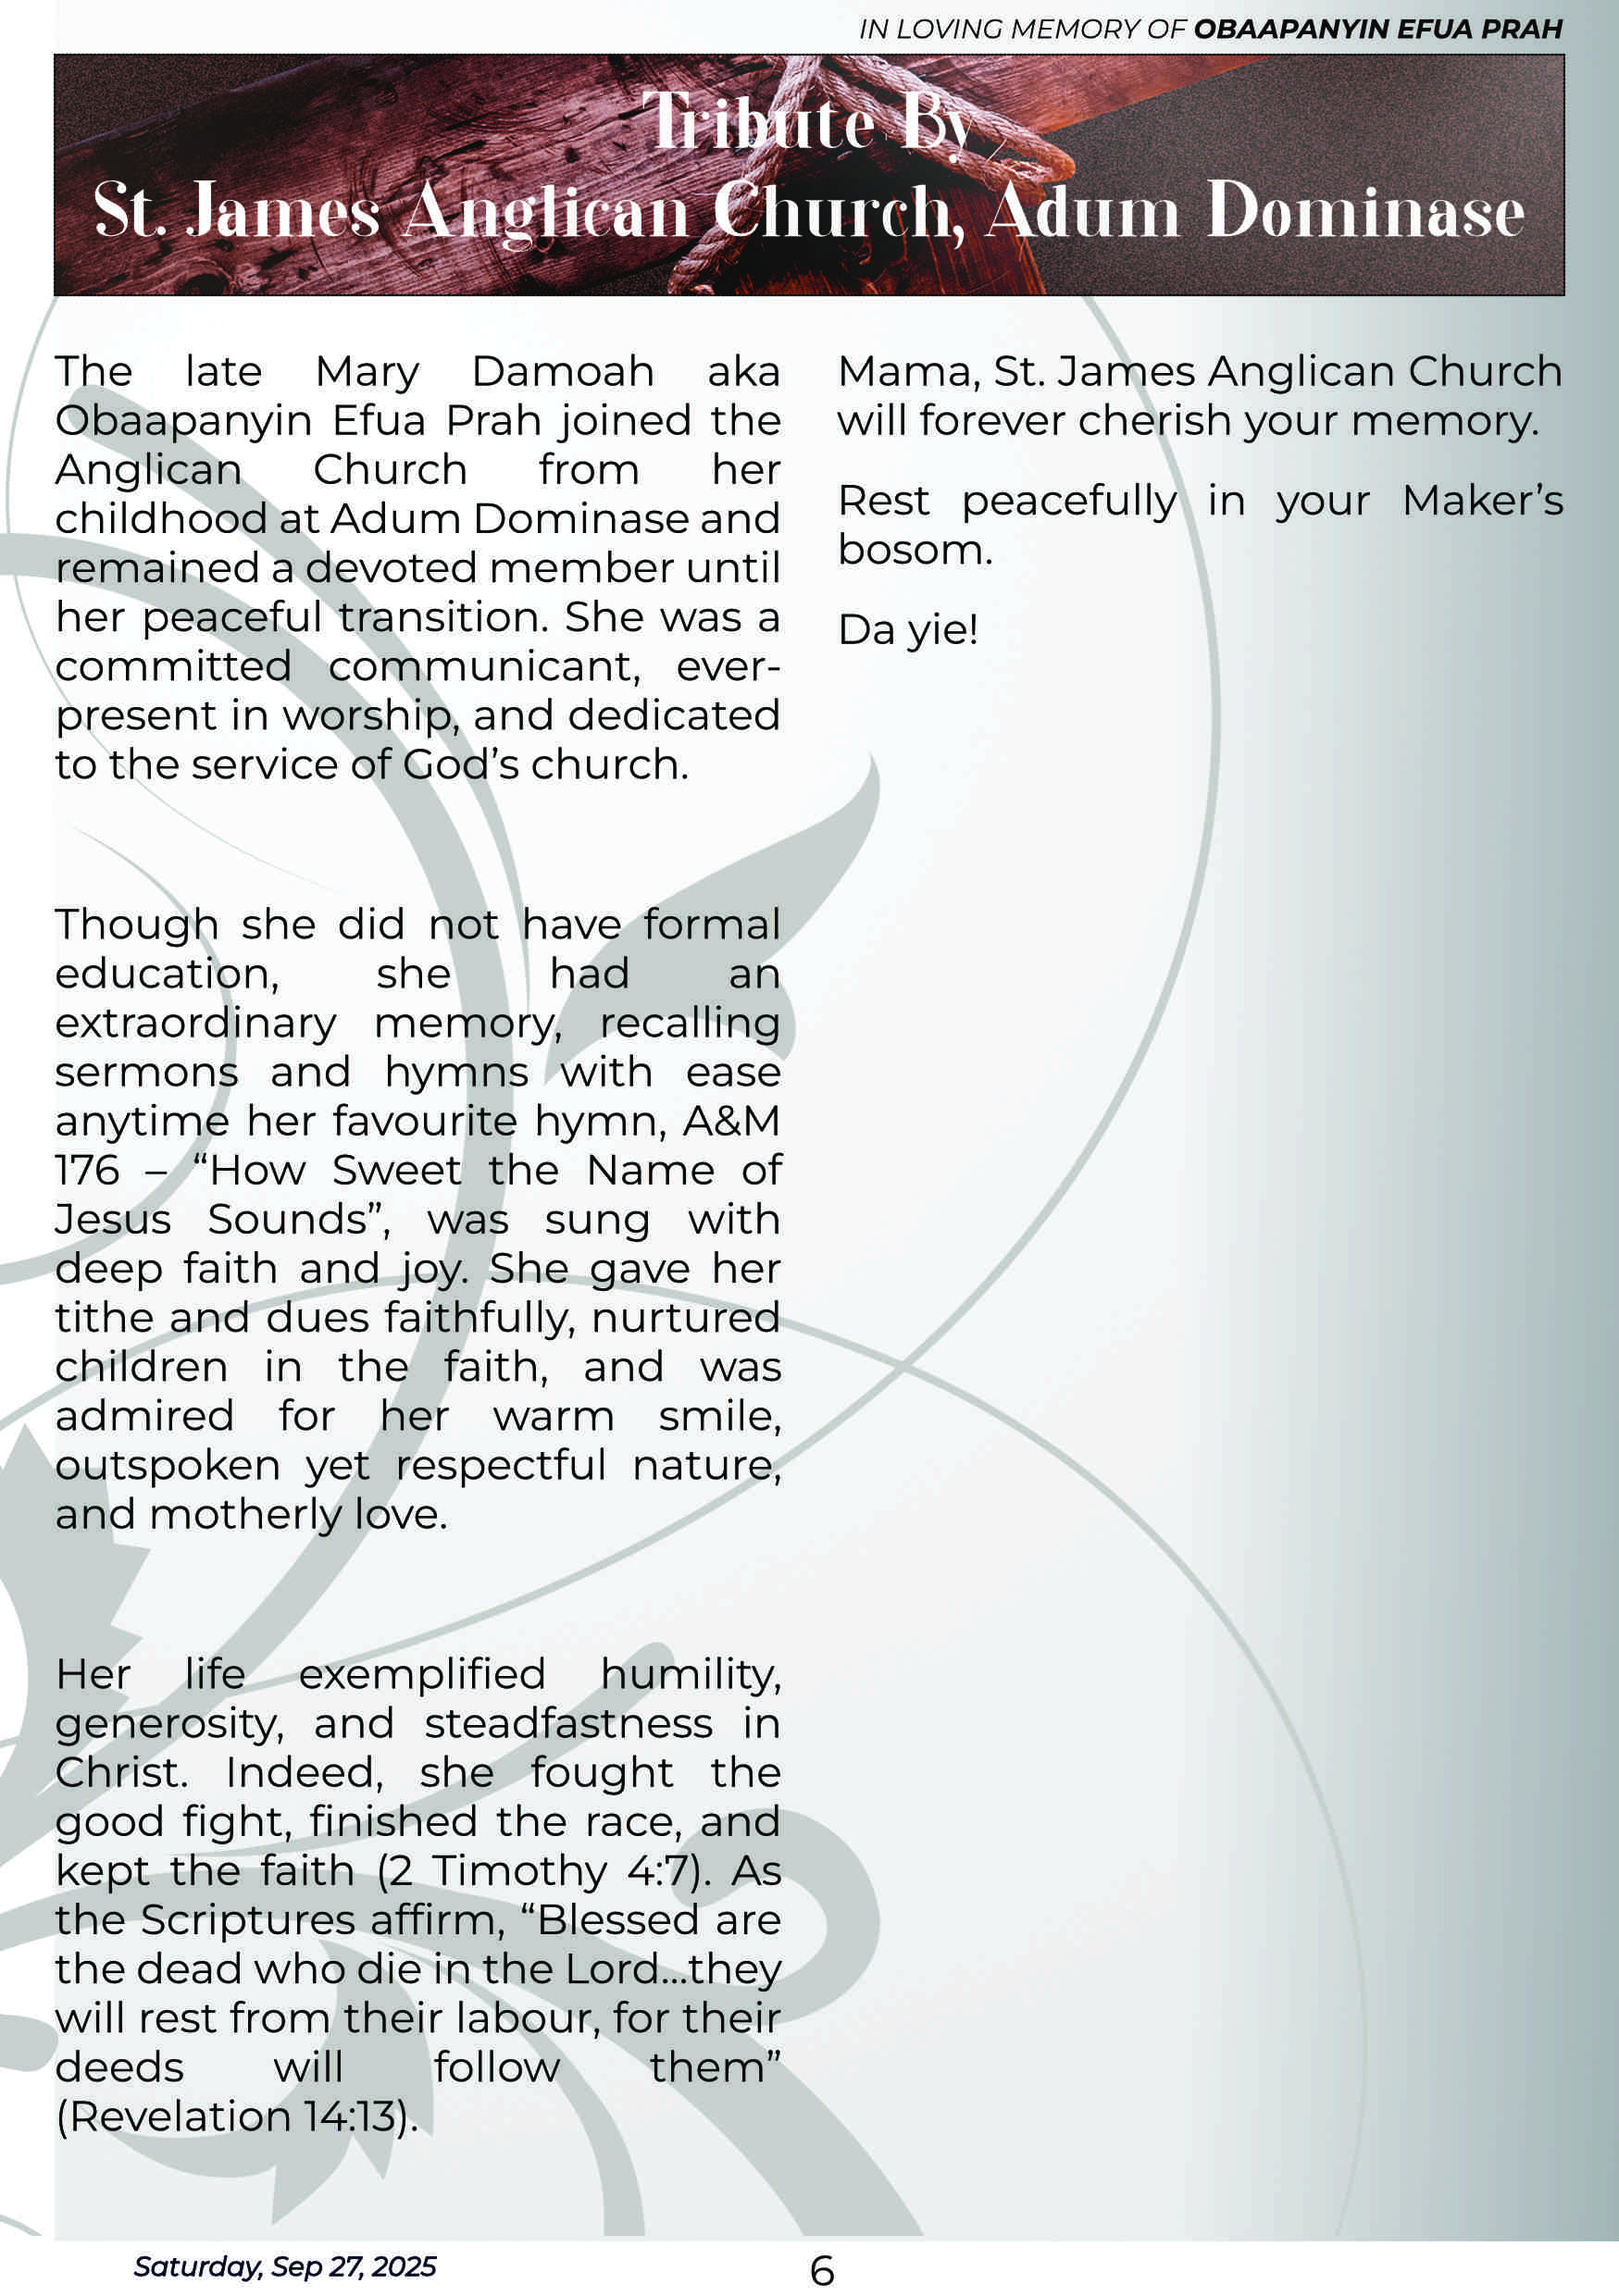 IN LOVING MEMORY OF OBAAPANYIN EFUA PRAH
Tribute By
St. James Anglican Church, Adum Dominase
The late Mary Damoah aka
Obaapanyin Efua Prah joined the
Anglican Church from her
childhood at Adum Dominase and
remained a devoted member until
her peaceful transition. She was a
committed communicant, ever-
present in worship, and dedicated
to the service of God’s church.
Though she did not have formal
education, she had an
extraordinary memory, recalling
sermons and hymns with ease
anytime her favourite hymn, A&M
176 – “How Sweet the Name of
Jesus Sounds”, was sung with
deep faith and joy. She gave her
tithe and dues faithfully, nurtured
children in the faith, and was
admired for her warm smile,
outspoken yet respectful nature,
and motherly love.
Her life exemplified humility,
generosity, and steadfastness in
Christ. Indeed, she fought the
good fight, finished the race, and
kept the faith (2 Timothy 4:7). As
the Scriptures affirm, “Blessed are
the dead who die in the Lord...they
will rest from their labour, for their
deeds will follow them”
(Revelation 14:13).
Mama, St. James Anglican Church
will forever cherish your memory.
Rest peacefully in your Maker’s
bosom.
Da yie!
Saturday, Sep 27, 2025
6